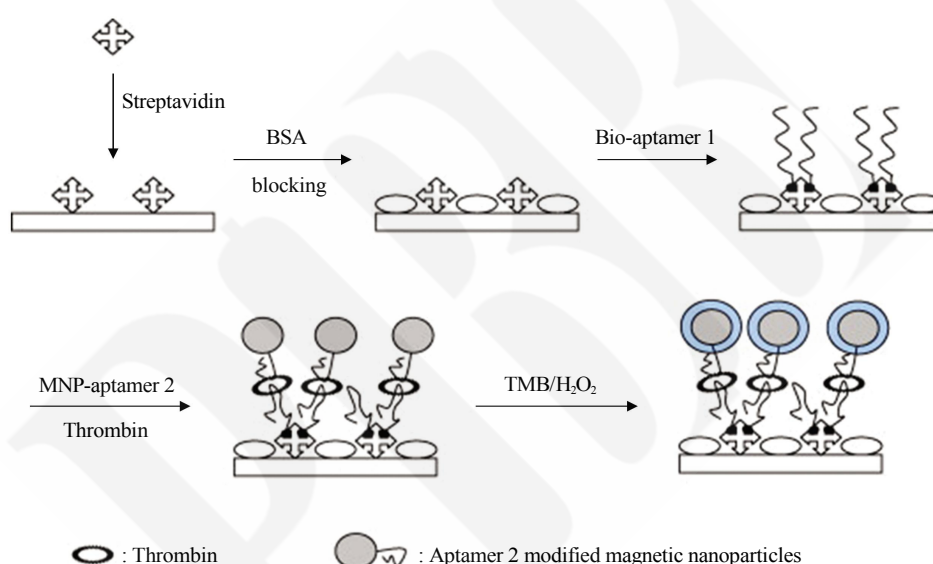 Streptavidin
BSA
blocking
Bio-aptamer 1
MNP-aptamer 2
Thrombin
TMB/H₂O₂
: Thrombin
: Aptamer 2 modified magnetic nanoparticles